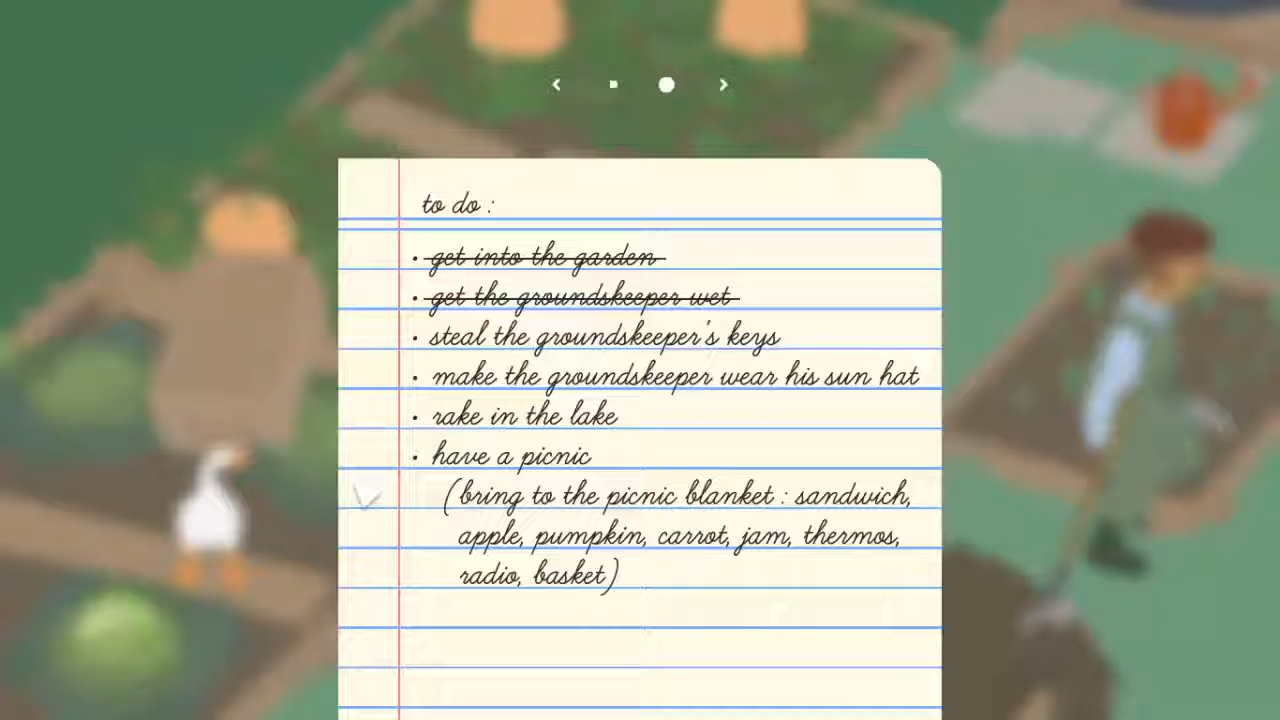 to do :
• get into the garden
• get the groundskeeper wet
• steal the groundskeeper's keys
• make the groundskeeper wear his sun hat
• rake in the lake
• have a picnic
(bring to the picnic blanket : sandwich,
apple, pumpkin, carrot, jam, thermos,
radio, basket)